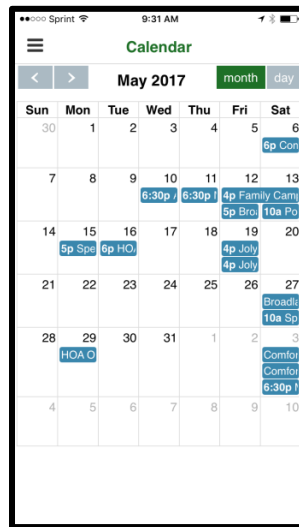 Sprint 9:31 AM
Calendar
< > May 2017 month day
Sun Mon Tue Wed Thu Fri Sat
30 1 2 3 4 5 6
6p Con
7 8 9 10 11 12 13
6:30p 6:30p 4p Family Camp
5p Bro 10a Po
14 15 16 17 18 19 20
5p Spe 6p HOA 4p Joly
4p Joly
21 22 23 24 25 26 27
Broadla
10a Sp
28 29 30 31 1 2 3
HOA O Comfor
Comfor
6:30p
4 5 6 7 8 9 10